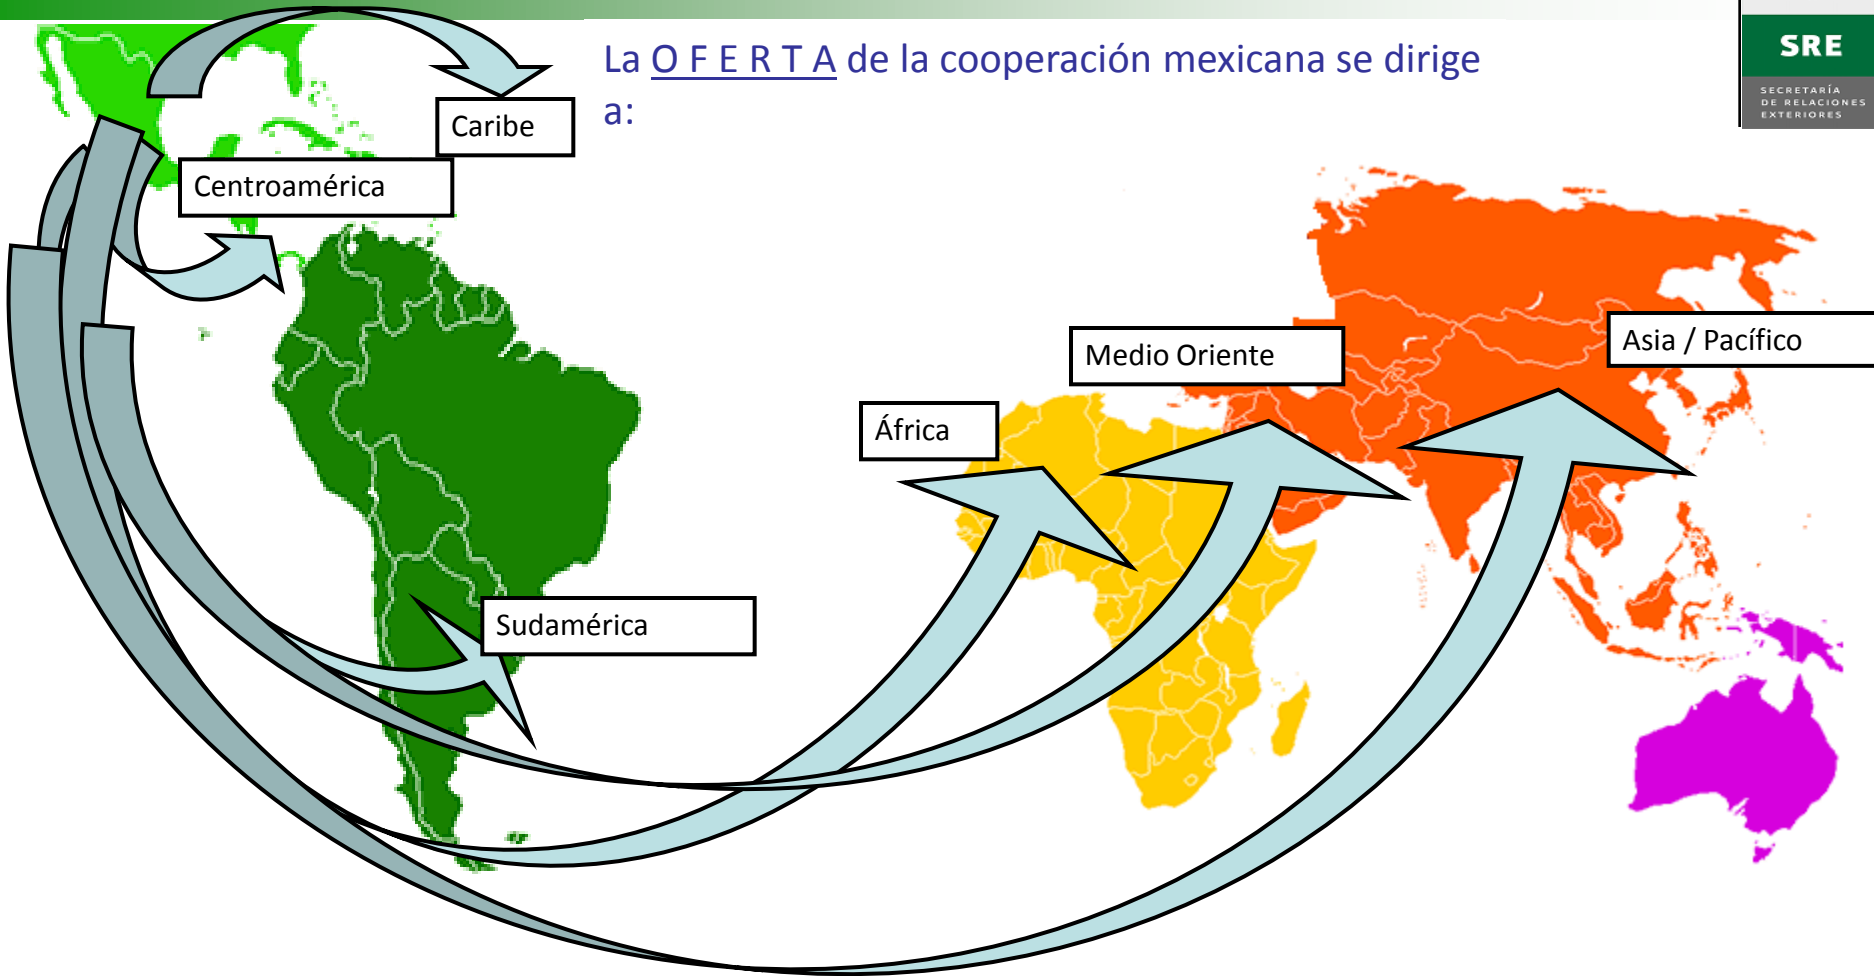 La O F E R T A de la cooperación mexicana se dirige
a:
SRE
SECRETARÍA
DE RELACIONES
EXTERIORES
Caribe
Centroamérica
Asia / Pacífico
Medio Oriente
África
Sudamérica